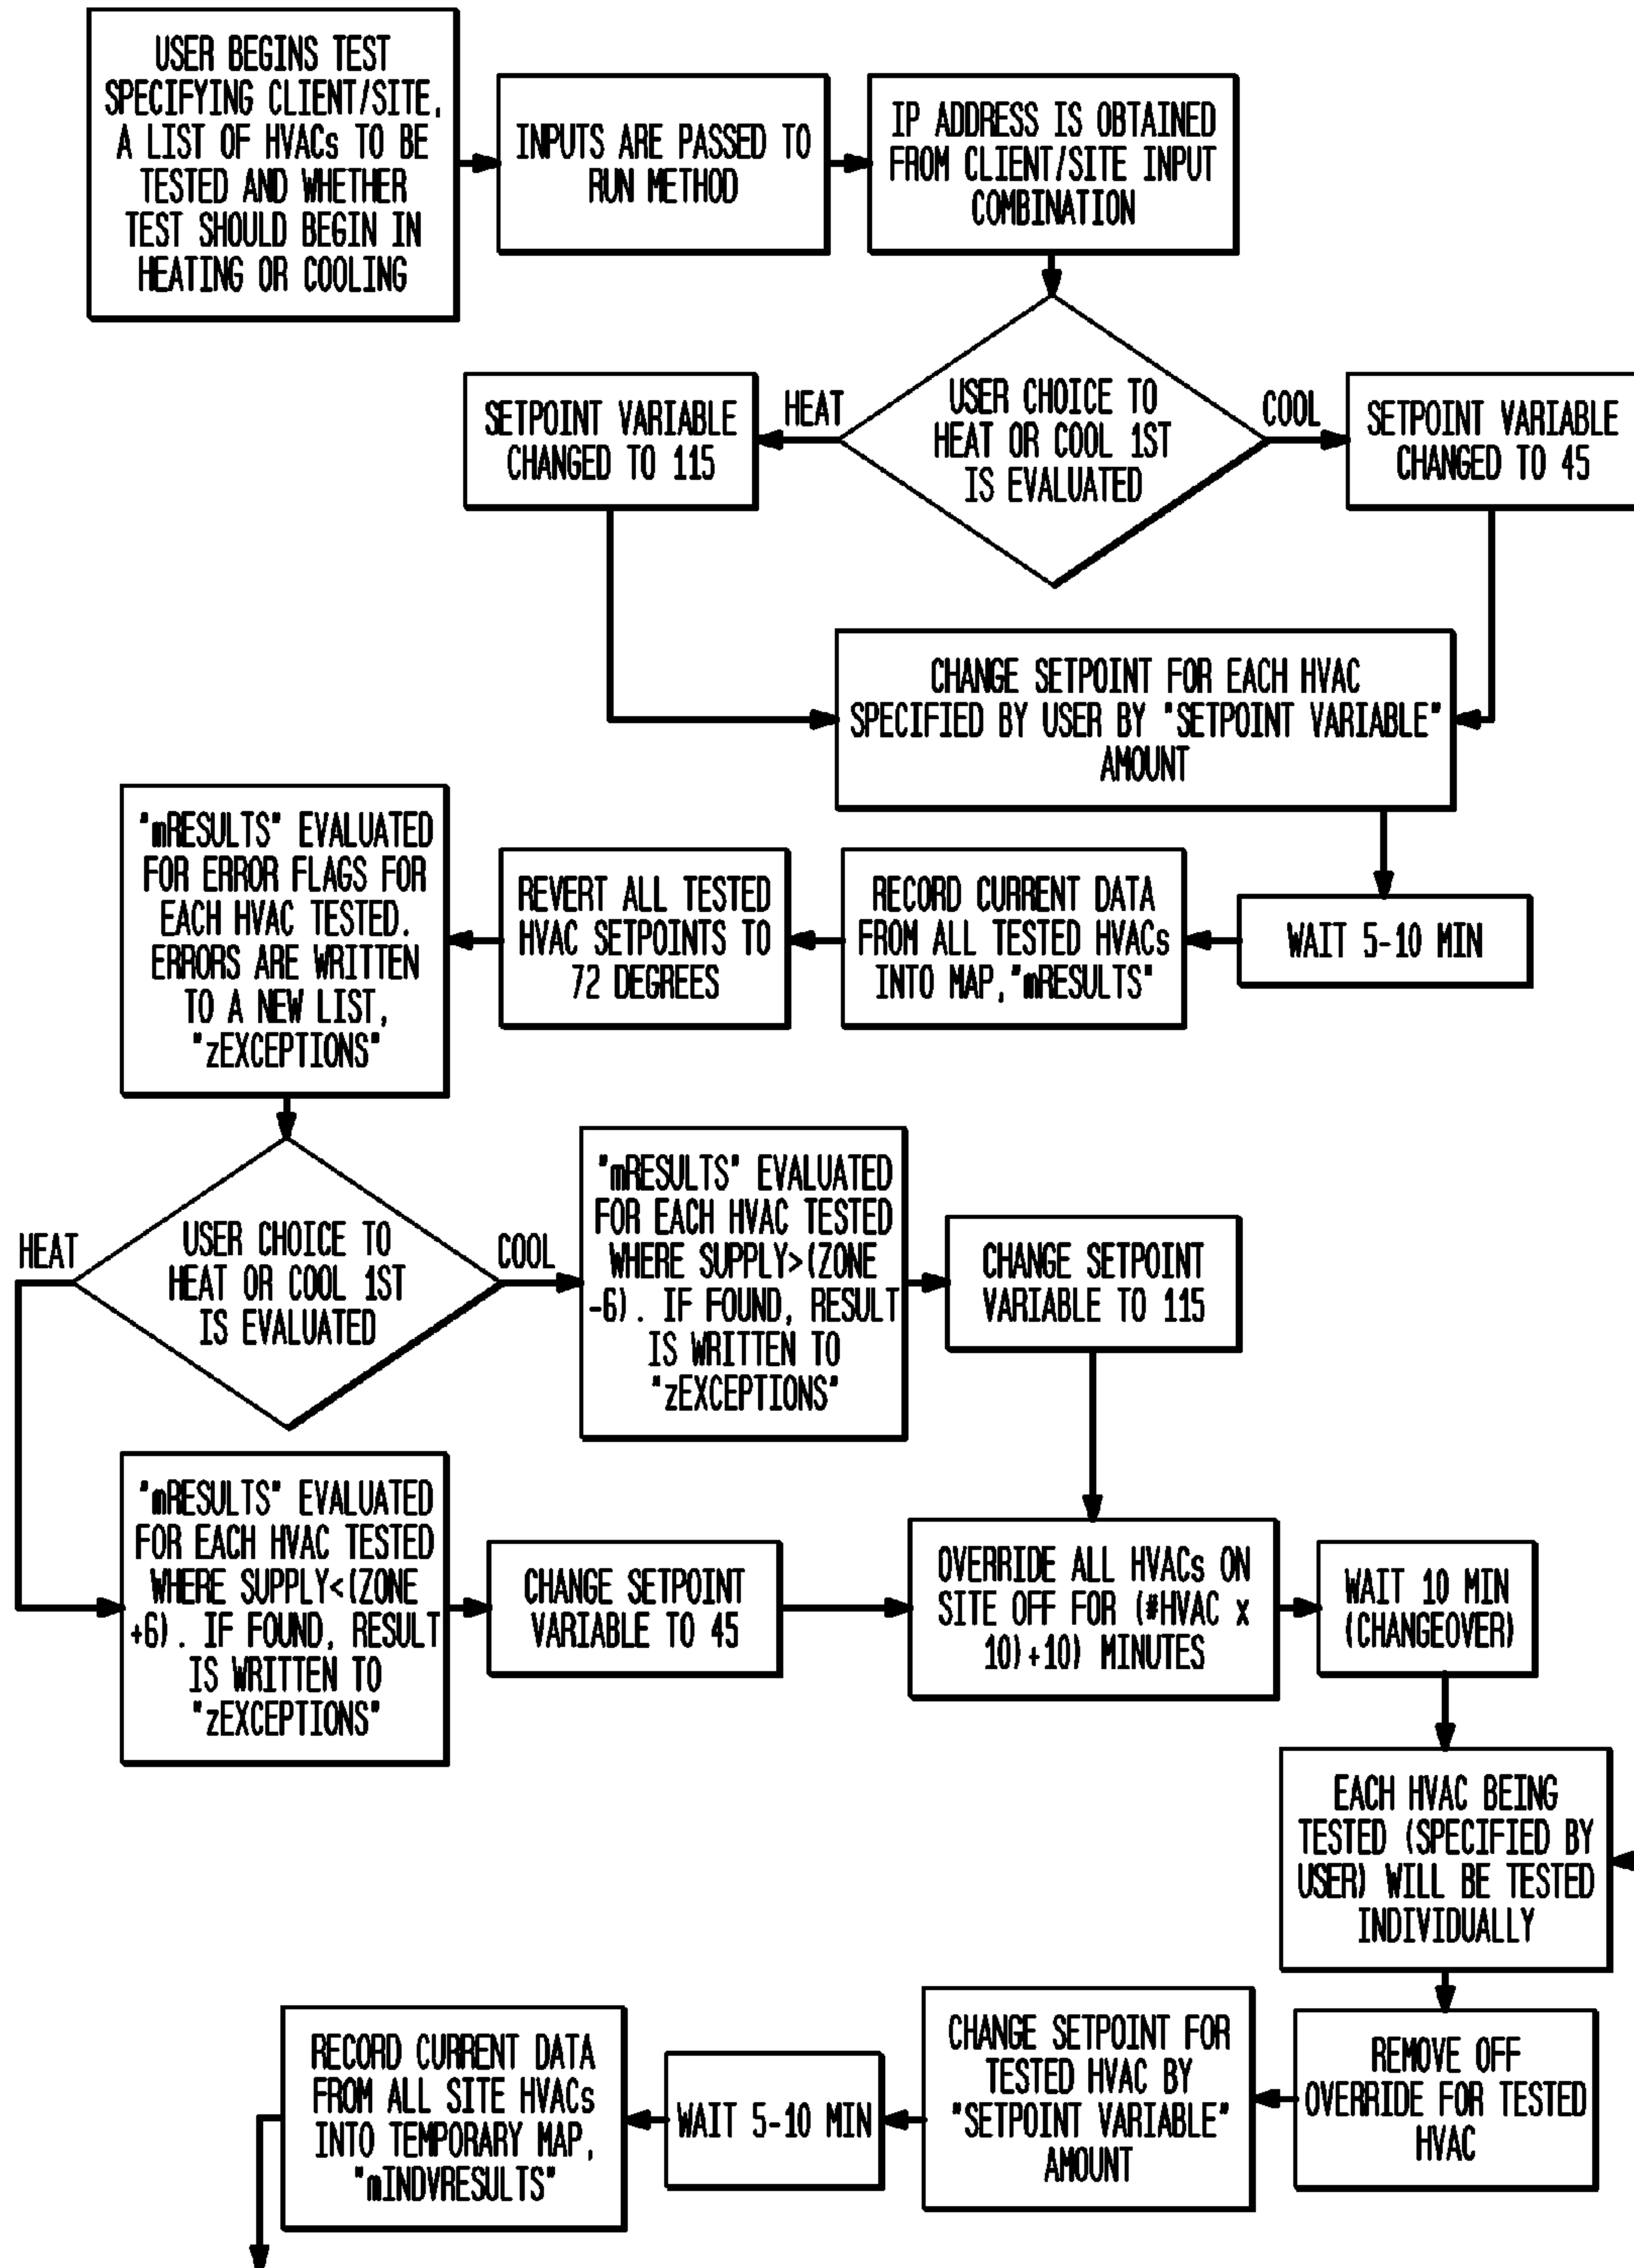 USER BEGINS TEST
SPECIFYING CLIENT/SITE,
A LIST OF HVACs TO BE
TESTED AND WHETHER
TEST SHOULD BEGIN IN
HEATING OR COOLING
INPUTS ARE PASSED TO
RUN METHOD
IP ADDRESS IS OBTAINED
FROM CLIENT/SITE INPUT
COMBINATION
USER CHOICE TO
HEAT OR COOL 1ST
IS EVALUATED
HEAT
COOL
SETPOINT VARIABLE
CHANGED TO 115
SETPOINT VARIABLE
CHANGED TO 45
CHANGE SETPOINT FOR EACH HVAC
SPECIFIED BY USER BY "SETPOINT VARIABLE"
AMOUNT
WAIT 5-10 MIN
RECORD CURRENT DATA
FROM ALL TESTED HVACs
INTO MAP,"mRESULTS"
REVERT ALL TESTED
HVAC SETPOINTS TO
72 DEGREES
"mRESULTS" EVALUATED
FOR ERROR FLAGS FOR
EACH HVAC TESTED.
ERRORS ARE WRITTEN
TO A NEW LIST,
"zEXCEPTIONS"
USER CHOICE TO
HEAT OR COOL 1ST
IS EVALUATED
HEAT
COOL
"mRESULTS" EVALUATED
FOR EACH HVAC TESTED
WHERE SUPPLY>(ZONE
-6). IF FOUND, RESULT
IS WRITTEN TO
"zEXCEPTIONS"
CHANGE SETPOINT
VARIABLE TO 115
"mRESULTS" EVALUATED
FOR EACH HVAC TESTED
WHERE SUPPLY<(ZONE
+6). IF FOUND, RESULT
IS WRITTEN TO
"zEXCEPTIONS"
CHANGE SETPOINT
VARIABLE TO 45
OVERRIDE ALL HVACs ON
SITE OFF FOR (#HVAC x
10)+10) MINUTES
WAIT 10 MIN
(CHANGEOVER)
EACH HVAC BEING
TESTED (SPECIFIED BY
USER) WILL BE TESTED
INDIVIDUALLY
REMOVE OFF
OVERRIDE FOR TESTED
HVAC
CHANGE SETPOINT FOR
TESTED HVAC BY
"SETPOINT VARIABLE"
AMOUNT
WAIT 5-10 MIN
RECORD CURRENT DATA
FROM ALL SITE HVACs
INTO TEMPORARY MAP,
"mINDVRESULTS"